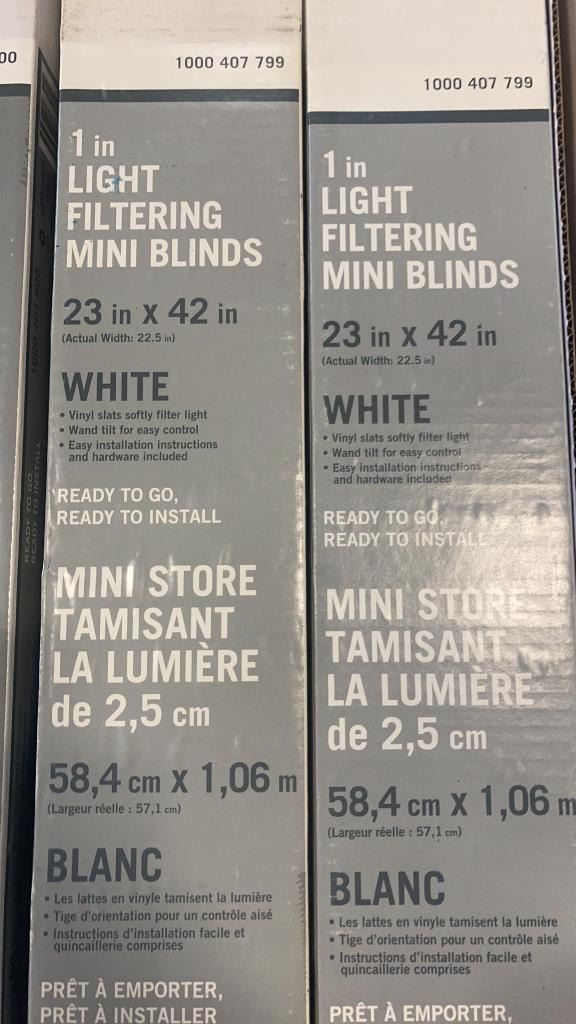 00
1000 407 799
1 in
LIGHT
FILTERING
MINI BLINDS
23 in x 42 in
(Actual Width: 22.5 in)
WHITE
• Vinyl slats softly filter light
• Wand tilt for easy control
• Easy installation instructions
and hardware included
READY TO GO,
READY TO INSTALL
MINI STORE
TAMISANT
LA LUMIÈRE
de 2,5 cm
58,4 cm x 1,06 m
(Largeur réelle : 57,1 cm)
BLANC
• Les lattes en vinyle tamisent la lumière
• Tige d'orientation pour un contrôle aisé
• Instructions d'installation facile et
quincaillerie comprises
PRÊT À EMPORTER,
PRÊT À INSTALLER
1000 407 799
1 in
LIGHT
FILTERING
MINI BLINDS
23 in x 42 in
(Actual Width: 22.5 in)
WHITE
• Vinyl slats softly filter light
• Wand tilt for easy control
• Easy installation instructions
and hardware included
READY TO GO,
READY TO INSTALL
MINI STORE
TAMISANT
LA LUMIÈRE
de 2,5 cm
58,4 cm x 1,06 m
(Largeur réelle : 57,1 cm)
BLANC
• Les lattes en vinyle tamisent la lumière
• Tige d'orientation pour un contrôle aisé
• Instructions d'installation facile et
quincaillerie comprises
PRÊT À EMPORTER,
READY TO GO,
READY TO INSTALL